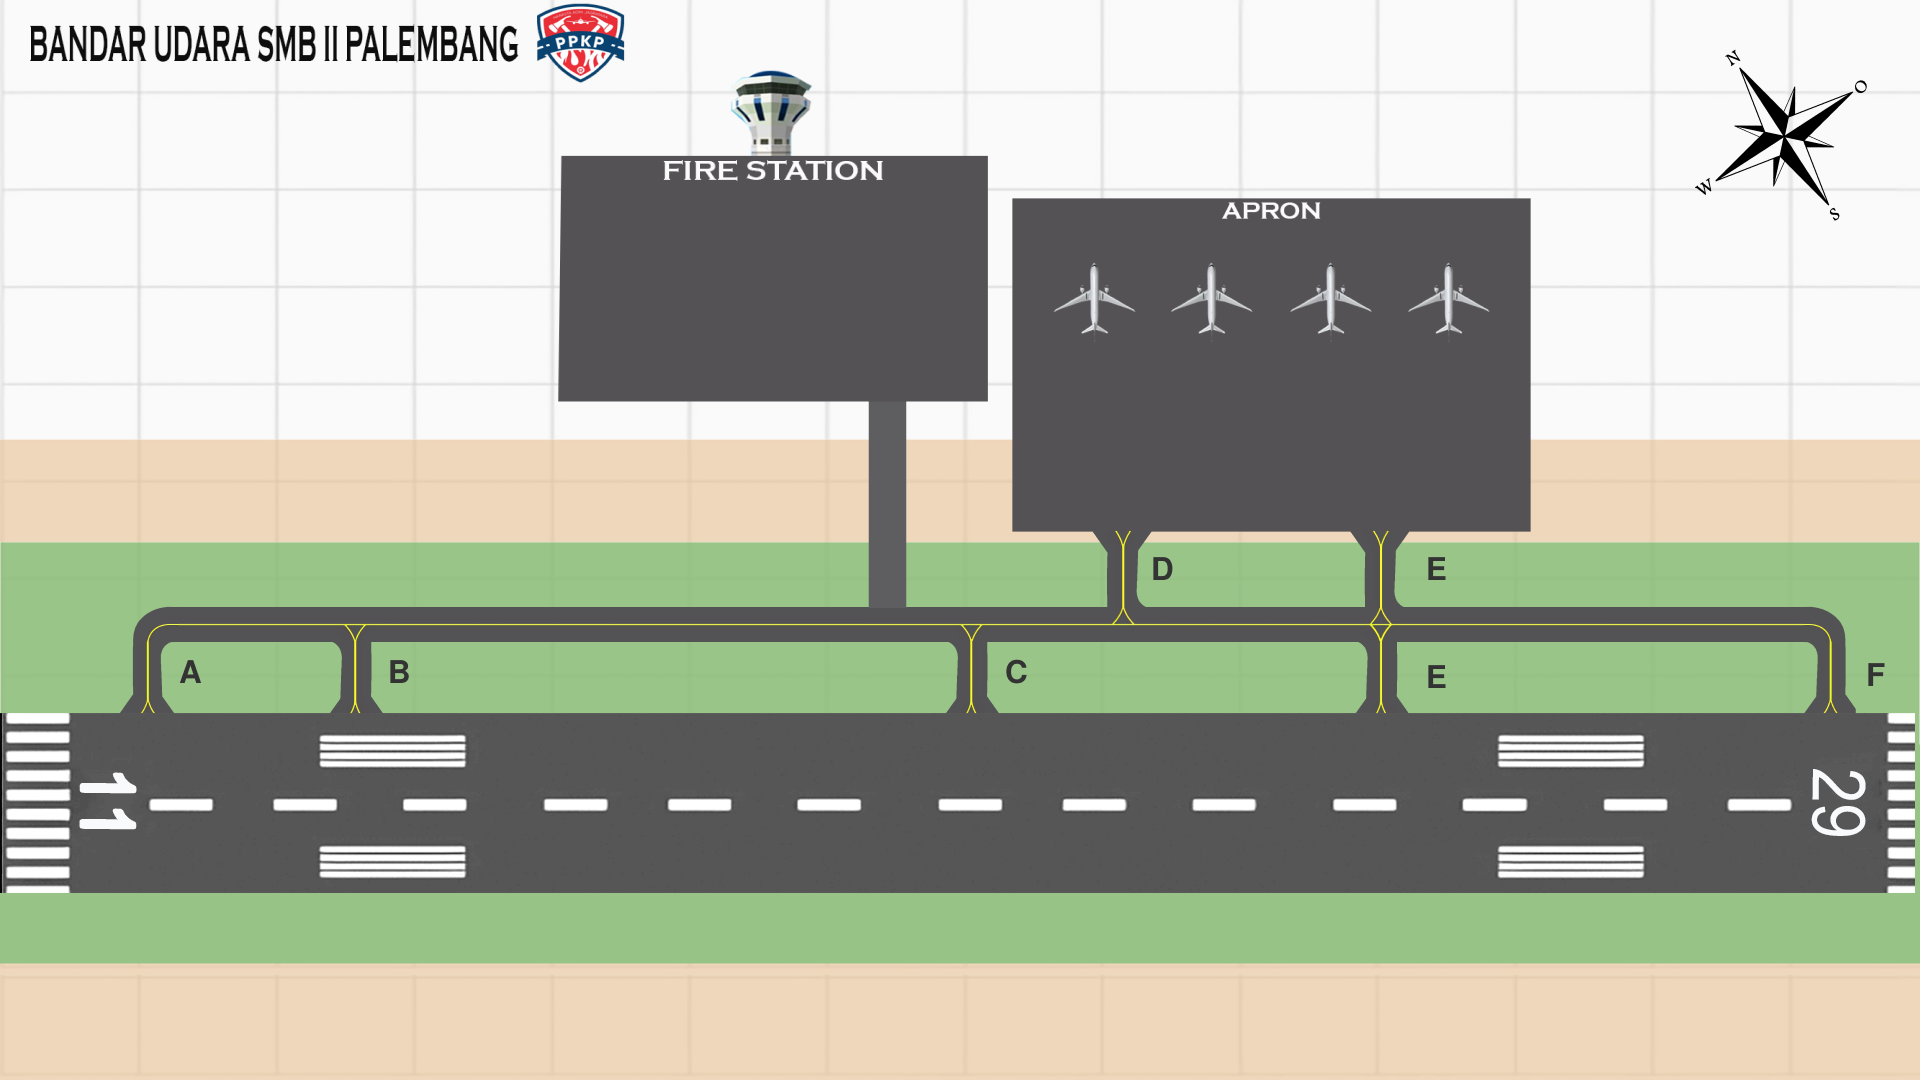 BANDAR UDARA SMB II PALEMBANG
PPKP
N
O
W
S
FIRE STATION
APRON
D
E
A
B
C
E
F
11
29